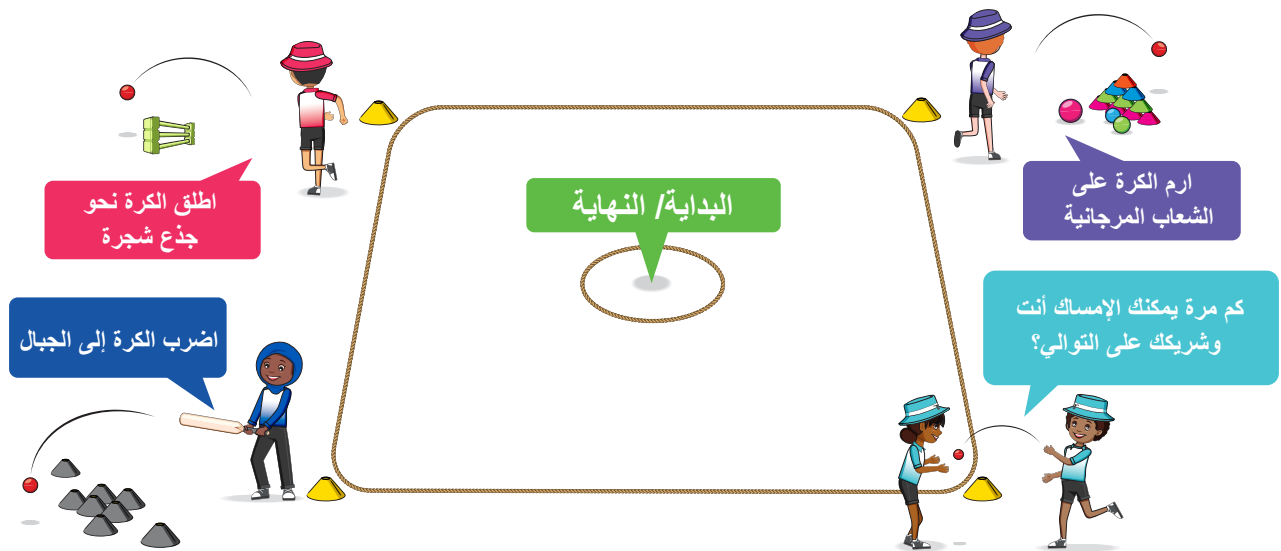 ارم الكرة على
الشعاب المرجانية
البداية/ النهاية
اطلق الكرة نحو
جذع شجرة
كم مرة يمكنك الإمساك أنت
وشريكك على التوالي؟
اضرب الكرة إلى الجبال